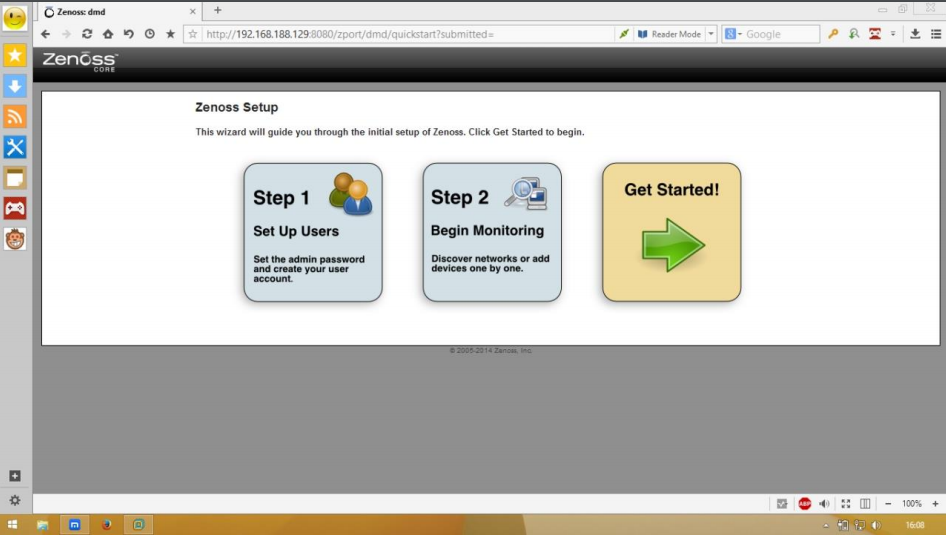 Zenoss: dmd
http://192.168.188.129:8080/zport/dmd/quickstart?submitted=
Reader Mode
Google
Zenōss™
CORE
Zenoss Setup
This wizard will guide you through the initial setup of Zenoss. Click Get Started to begin.
Step 1
Set Up Users
Set the admin password
and create your user
account.
Step 2
Begin Monitoring
Discover networks or add
devices one by one.
Get Started!
© 2005-2014 Zenoss, Inc.
ABP
100%
16:08